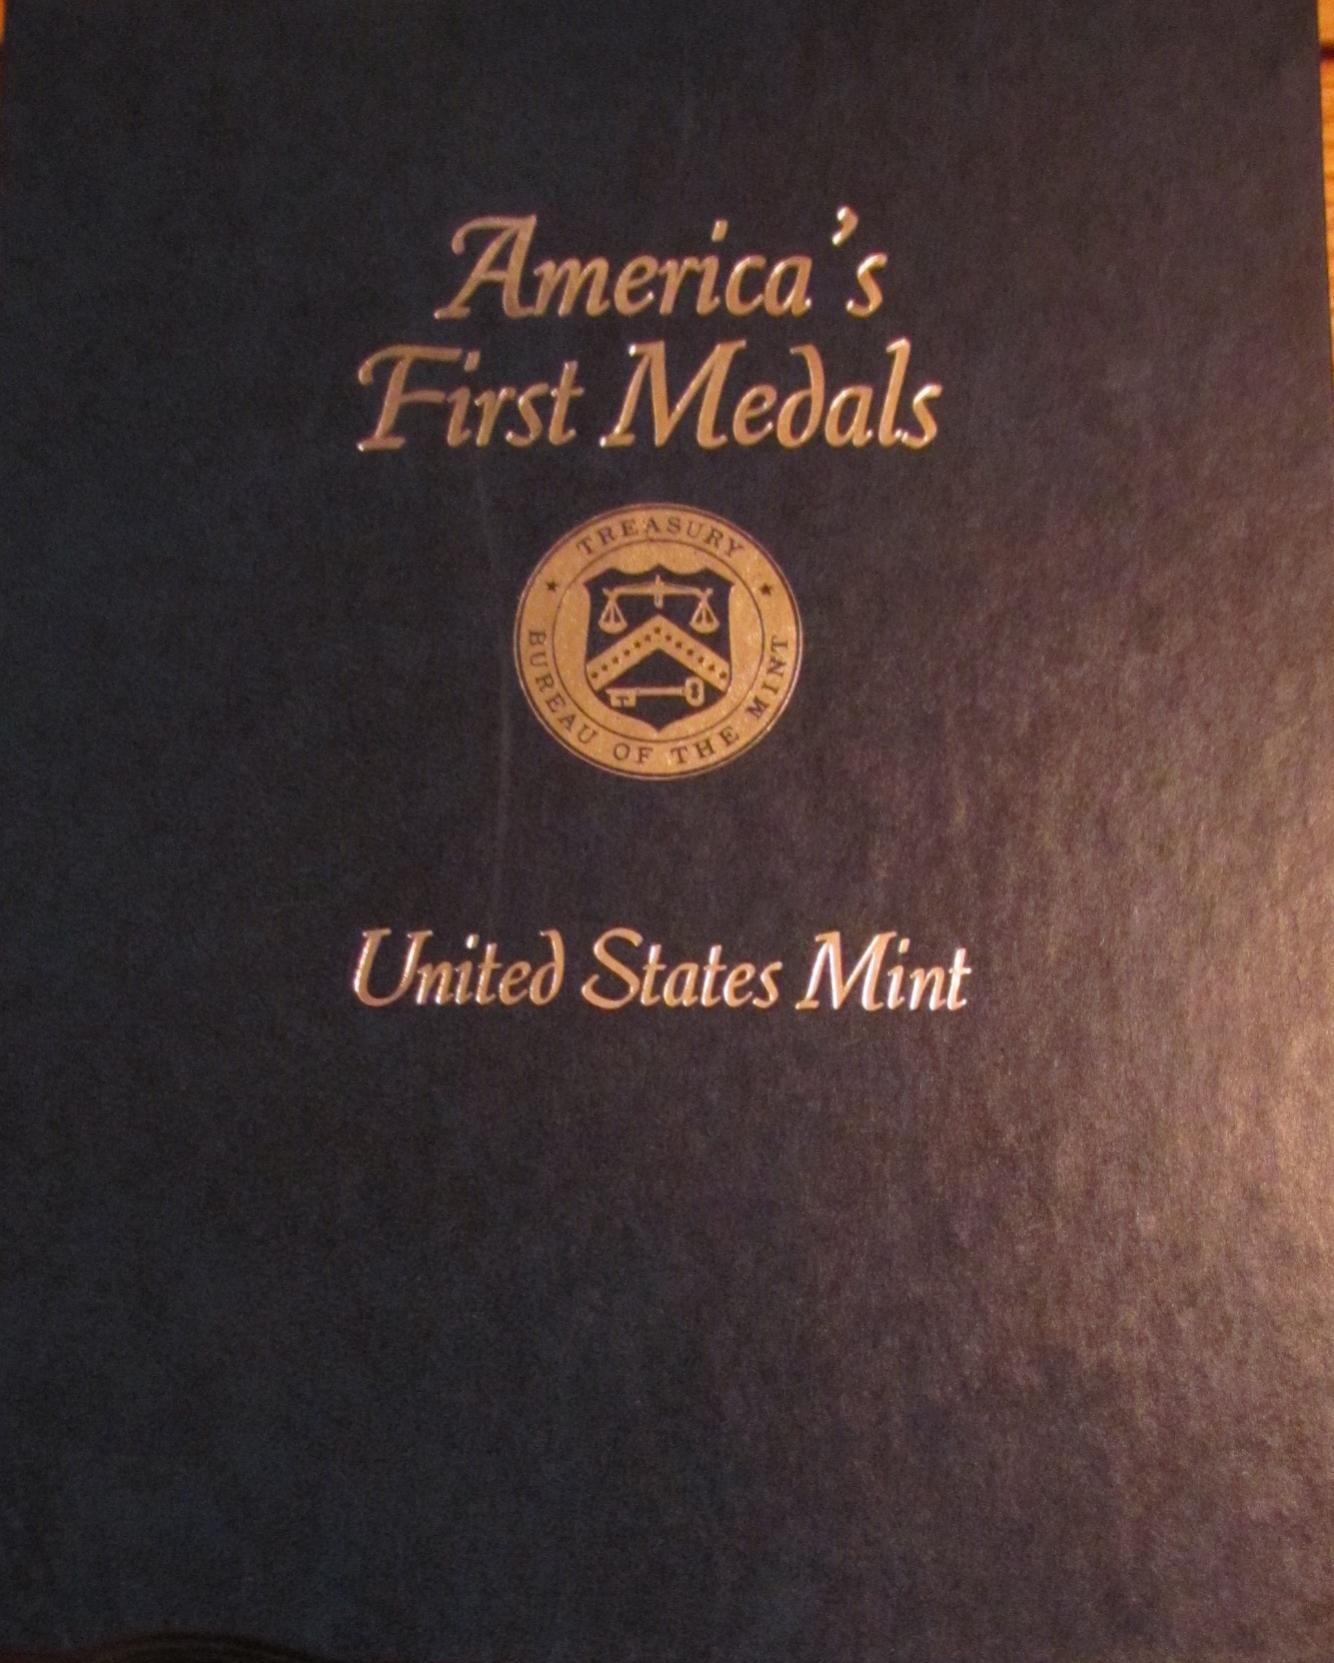 America's
First Medals
TREASURY
BUREAU OF THE MINT
United States Mint